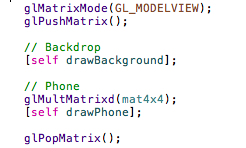 glMatrixMode(GL_MODELVIEW);
glPushMatrix();
// Backdrop
[self drawBackground];
// Phone
glMultMatrixd(mat4x4);
[self drawPhone];
glPopMatrix();